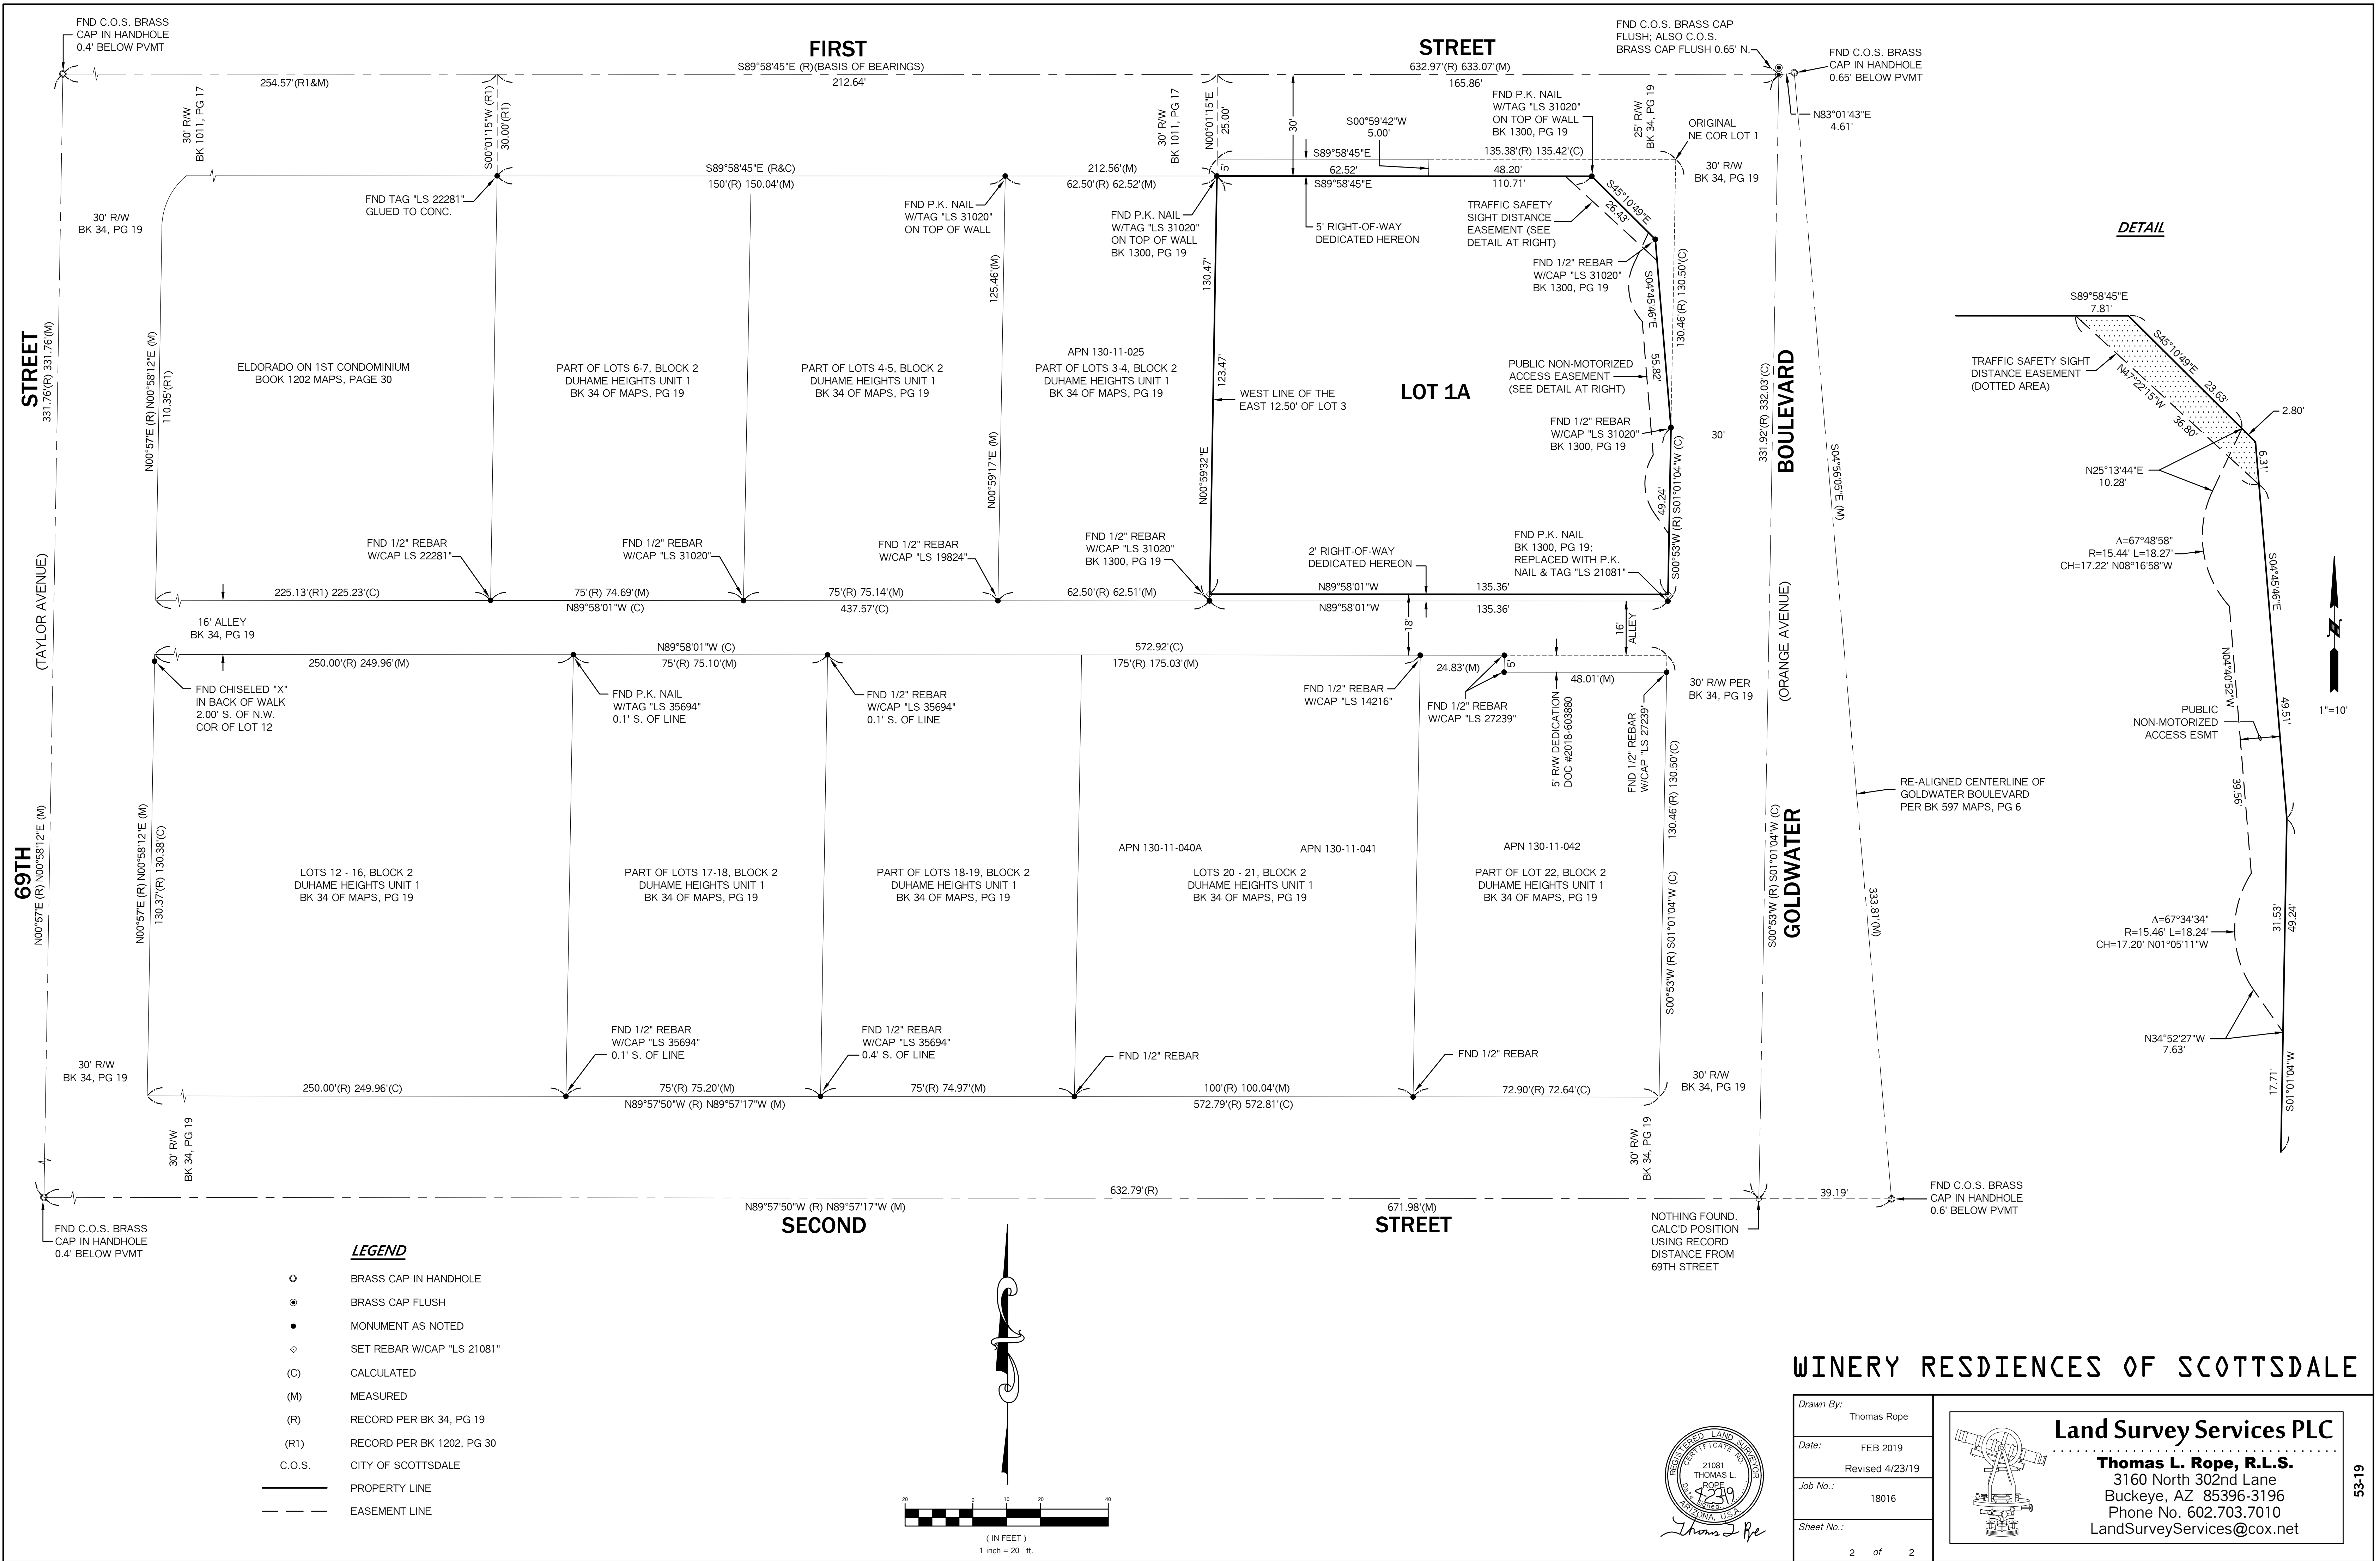 FND C.O.S. BRASS
CAP IN HANDHOLE
0.4' BELOW PVMT
FIRST
STREET
S89°58'45"E (R)(BASIS OF BEARINGS)
254.57'(R1&M)
212.64'
632.97'(R) 633.07'(M)
165.86'
FND C.O.S. BRASS CAP
FLUSH; ALSO C.O.S.
BRASS CAP FLUSH 0.65' N.
FND C.O.S. BRASS
CAP IN HANDHOLE
0.65' BELOW PVMT
N83°01'43"E
4.61'
30' R/W
BK 1011, PG 17
S00°01'15"W (R1)
30.00'(R1)
30' R/W
BK 1011, PG 17
N00°01'15"E
25.00'
5'
30'
S00°59'42"W
5.00'
FND P.K. NAIL
W/TAG "LS 31020"
ON TOP OF WALL
BK 1300, PG 19
25' R/W
BK 34, PG 19
ORIGINAL
NE COR LOT 1
30' R/W
BK 34, PG 19
S89°58'45"E
135.38'(R) 135.42'(C)
62.52'
48.20'
S89°58'45"E
110.71'
S89°58'45"E (R&C)
212.56'(M)
150'(R) 150.04'(M)
62.50'(R) 62.52'(M)
30' R/W
BK 34, PG 19
FND TAG "LS 22281"
GLUED TO CONC.
FND P.K. NAIL
W/TAG "LS 31020"
ON TOP OF WALL
FND P.K. NAIL
W/TAG "LS 31020"
ON TOP OF WALL
BK 1300, PG 19
5' RIGHT-OF-WAY
DEDICATED HEREON
TRAFFIC SAFETY
SIGHT DISTANCE
EASEMENT (SEE
DETAIL AT RIGHT)
S45°10'49"E
26.43'
FND 1/2" REBAR
W/CAP "LS 31020"
BK 1300, PG 19
S04°45'46"E
55.82'
130.46'(R) 130.50'(C)
STREET
331.76'(R) 331.76'(M)
N00°57'E (R) N00°58'12"E (M)
110.35'(R1)
ELDORADO ON 1ST CONDOMINIUM
BOOK 1202 MAPS, PAGE 30
PART OF LOTS 6-7, BLOCK 2
DUHAME HEIGHTS UNIT 1
BK 34 OF MAPS, PG 19
PART OF LOTS 4-5, BLOCK 2
DUHAME HEIGHTS UNIT 1
BK 34 OF MAPS, PG 19
125.46'(M)
N00°59'17"E (M)
APN 130-11-025
PART OF LOTS 3-4, BLOCK 2
DUHAME HEIGHTS UNIT 1
BK 34 OF MAPS, PG 19
130.47'
123.47'
N00°59'32"E
WEST LINE OF THE
EAST 12.50' OF LOT 3
LOT 1A
PUBLIC NON-MOTORIZED
ACCESS EASEMENT
(SEE DETAIL AT RIGHT)
FND 1/2" REBAR
W/CAP "LS 31020"
BK 1300, PG 19
30'
49.24'
S00°53'W (R) S01°01'04"W (C)
331.92'(R) 332.03'(C)
BOULEVARD
S04°56'05"E (M)
(TAYLOR AVENUE)
FND 1/2" REBAR
W/CAP LS 22281"
FND 1/2" REBAR
W/CAP "LS 31020"
FND 1/2" REBAR
W/CAP "LS 19824"
FND 1/2" REBAR
W/CAP "LS 31020"
BK 1300, PG 19
2' RIGHT-OF-WAY
DEDICATED HEREON
FND P.K. NAIL
BK 1300, PG 19;
REPLACED WITH P.K.
NAIL & TAG "LS 21081"
N89°58'01"W
135.36'
225.13'(R1) 225.23'(C)
75'(R) 74.69'(M)
75'(R) 75.14'(M)
62.50'(R) 62.51'(M)
N89°58'01"W (C)
437.57'(C)
N89°58'01"W
135.36'
16' ALLEY
BK 34, PG 19
18'
16'
ALLEY
(ORANGE AVENUE)
N89°58'01"W (C)
572.92'(C)
250.00'(R) 249.96'(M)
75'(R) 75.10'(M)
175'(R) 175.03'(M)
24.83'(M)
5'
48.01'(M)
FND CHISELED "X"
IN BACK OF WALK
2.00' S. OF N.W.
COR OF LOT 12
FND P.K. NAIL
W/TAG "LS 35694"
0.1' S. OF LINE
FND 1/2" REBAR
W/CAP "LS 35694"
0.1' S. OF LINE
FND 1/2" REBAR
W/CAP "LS 14216"
FND 1/2" REBAR
W/CAP "LS 27239"
5' R/W DEDICATION
DOC #2018-603880
FND 1/2" REBAR
W/CAP "LS 27239"
30' R/W PER
BK 34, PG 19
130.46'(R) 130.50'(C)
S00°53'W (R) S01°01'04"W (C)
RE-ALIGNED CENTERLINE OF
GOLDWATER BOULEVARD
PER BK 597 MAPS, PG 6
69TH
N00°57'E (R) N00°58'12"E (M)
N00°57'E (R) N00°58'12"E (M)
130.37'(R) 130.38'(C)
LOTS 12 - 16, BLOCK 2
DUHAME HEIGHTS UNIT 1
BK 34 OF MAPS, PG 19
PART OF LOTS 17-18, BLOCK 2
DUHAME HEIGHTS UNIT 1
BK 34 OF MAPS, PG 19
PART OF LOTS 18-19, BLOCK 2
DUHAME HEIGHTS UNIT 1
BK 34 OF MAPS, PG 19
APN 130-11-040A
APN 130-11-041
LOTS 20 - 21, BLOCK 2
DUHAME HEIGHTS UNIT 1
BK 34 OF MAPS, PG 19
APN 130-11-042
PART OF LOT 22, BLOCK 2
DUHAME HEIGHTS UNIT 1
BK 34 OF MAPS, PG 19
S00°53'W (R) S01°01'04"W (C)
GOLDWATER
333.81'(M)
FND 1/2" REBAR
W/CAP "LS 35694"
0.1' S. OF LINE
FND 1/2" REBAR
W/CAP "LS 35694"
0.4' S. OF LINE
FND 1/2" REBAR
FND 1/2" REBAR
30' R/W
BK 34, PG 19
250.00'(R) 249.96'(C)
75'(R) 75.20'(M)
75'(R) 74.97'(M)
100'(R) 100.04'(M)
72.90'(R) 72.64'(C)
N89°57'50"W (R) N89°57'17"W (M)
572.79'(R) 572.81'(C)
30' R/W
BK 34, PG 19
30' R/W
BK 34, PG 19
30' R/W
BK 34, PG 19
632.79'(R)
N89°57'50"W (R) N89°57'17"W (M)
671.98'(M)
39.19'
SECOND
STREET
FND C.O.S. BRASS
CAP IN HANDHOLE
0.4' BELOW PVMT
NOTHING FOUND.
CALC'D POSITION
USING RECORD
DISTANCE FROM
69TH STREET
FND C.O.S. BRASS
CAP IN HANDHOLE
0.6' BELOW PVMT
DETAIL
S89°58'45"E
7.81'
S45°10'49"E
23.63'
2.80'
TRAFFIC SAFETY SIGHT
DISTANCE EASEMENT
(DOTTED AREA)
N47°22'15"W
36.80'
6.31'
N25°13'44"E
10.28'
Δ=67°48'58"
R=15.44' L=18.27'
CH=17.22' N08°16'58"W
S04°45'46"E
49.51'
N04°40'52"W
39.56'
PUBLIC
NON-MOTORIZED
ACCESS ESMT
N
1"=10'
Δ=67°34'34"
R=15.46' L=18.24'
CH=17.20' N01°05'11"W
31.53'
49.24'
N34°52'27"W
7.63'
17.71'
S01°01'04"W
LEGEND
BRASS CAP IN HANDHOLE
BRASS CAP FLUSH
MONUMENT AS NOTED
SET REBAR W/CAP "LS 21081"
(C) CALCULATED
(M) MEASURED
(R) RECORD PER BK 34, PG 19
(R1) RECORD PER BK 1202, PG 30
C.O.S. CITY OF SCOTTSDALE
PROPERTY LINE
EASEMENT LINE
20 0 10 20 40
( IN FEET )
1 inch = 20 ft.
WINERY RESDIENCES OF SCOTTSDALE
REGISTERED LAND SURVEYOR
CERTIFICATE NO.
21081
THOMAS L.
ROPE
4-23-19
Date Signed
ARIZONA, U.S.A.
Drawn By:
Thomas Rope
Date:
FEB 2019
Revised 4/23/19
Job No.:
18016
Sheet No.:
2 of 2
Land Survey Services PLC
Thomas L. Rope, R.L.S.
3160 North 302nd Lane
Buckeye, AZ 85396-3196
Phone No. 602.703.7010
LandSurveyServices@cox.net
53-19